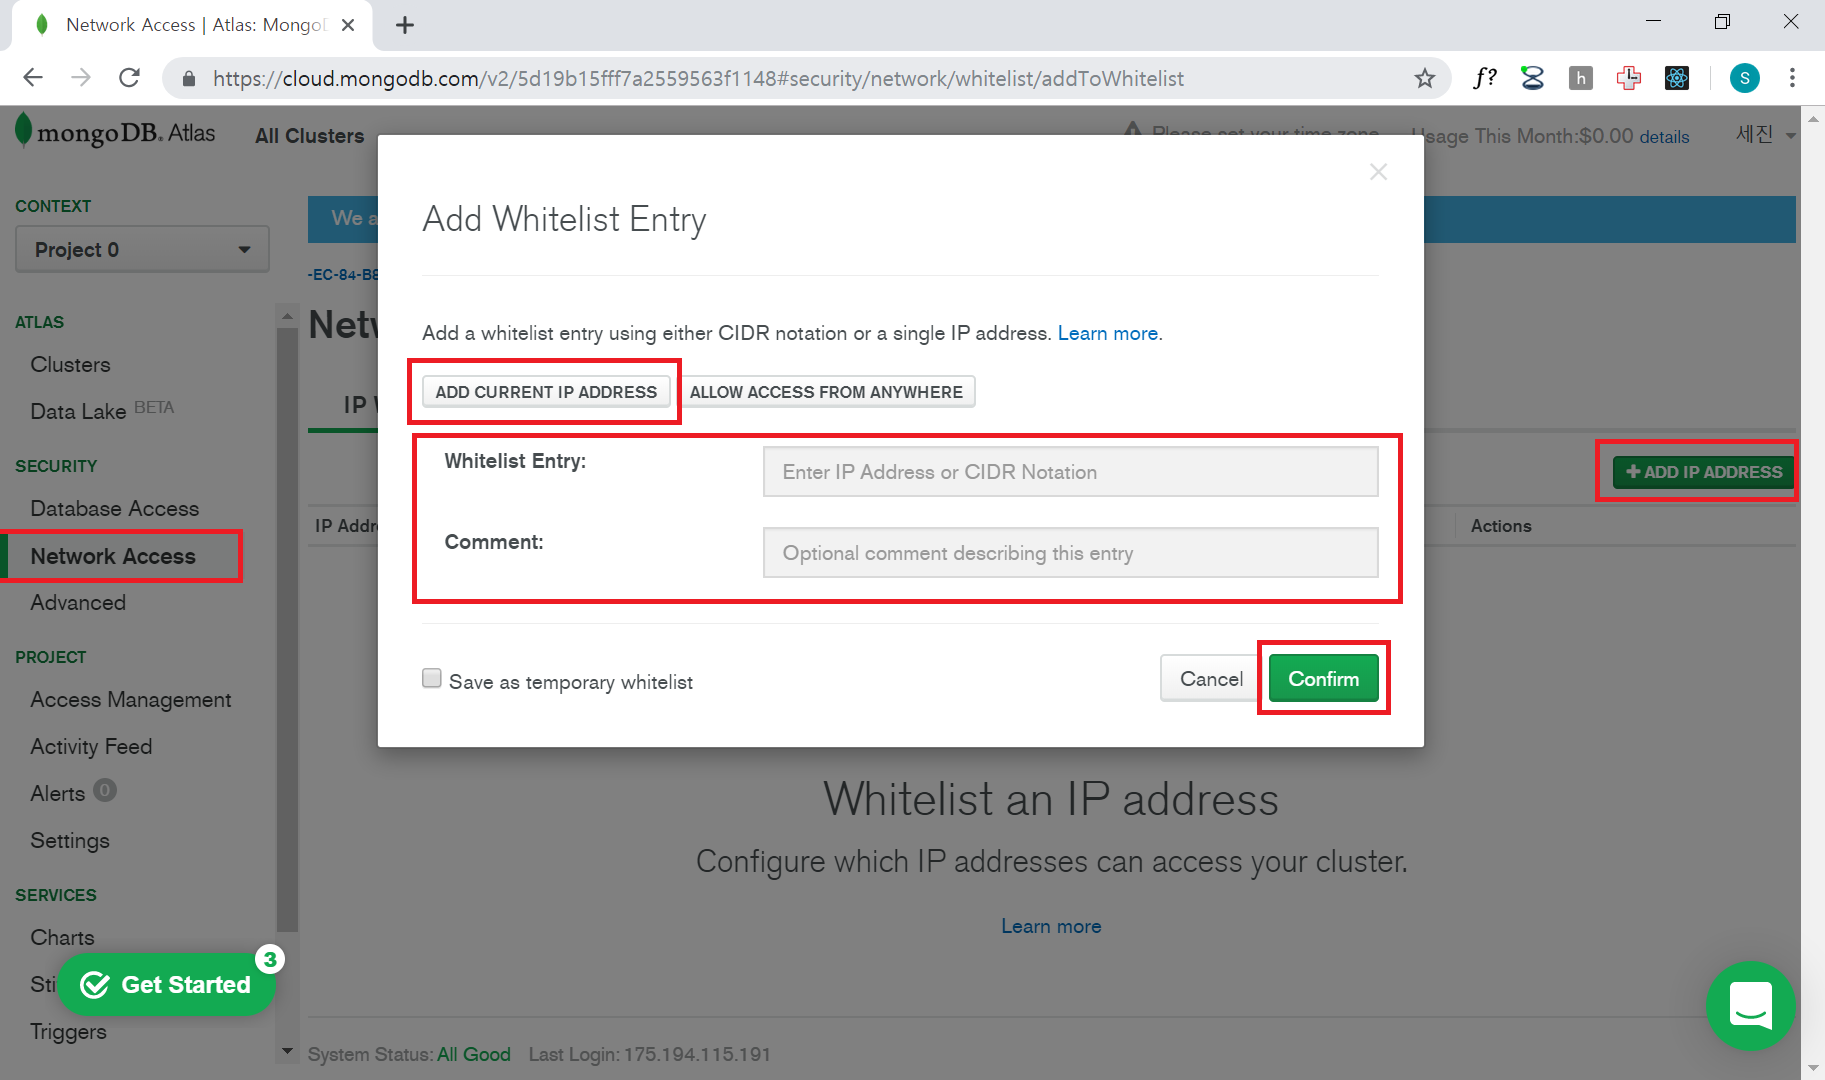 Network Access | Atlas: Mongo
https://cloud.mongodb.com/v2/5d19b15fff7a2559563f1148#security/network/whitelist/addToWhitelist
f?
h
S
mongoDB. Atlas
All Clusters
Please set your time zone
sage This Month:$0.00 details
세진
CONTEXT
Project 0
We a
-EC-84-B8
ATLAS
Clusters
Data Lake BETA
SECURITY
Database Access
Network Access
Advanced
PROJECT
Access Management
Activity Feed
Alerts 0
Settings
SERVICES
Charts
Sti
Triggers
Get Started
3
Netw
IP W
Add Whitelist Entry
Add a whitelist entry using either CIDR notation or a single IP address. Learn more.
ADD CURRENT IP ADDRESS
ALLOW ACCESS FROM ANYWHERE
Whitelist Entry:
Enter IP Address or CIDR Notation
Comment:
Optional comment describing this entry
Save as temporary whitelist
Cancel
Confirm
+ ADD IP ADDRESS
IP Addr
Actions
Whitelist an IP address
Configure which IP addresses can access your cluster.
Learn more
System Status: All Good Last Login: 175.194.115.191